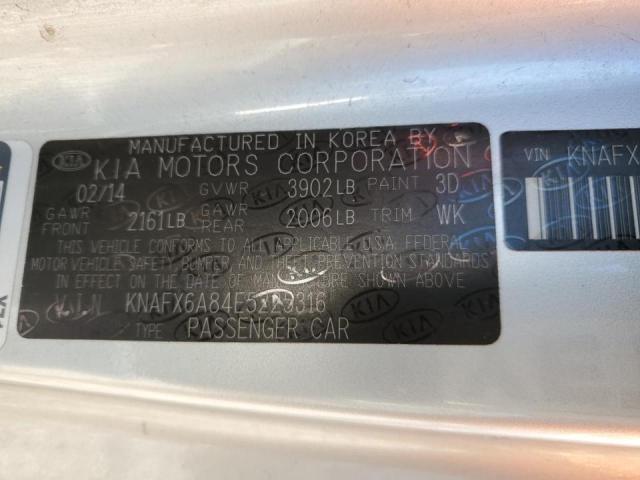 MANUFACTURED IN KOREA BY
KIA KIA MOTORS CORPORATION
02/14 GVWR 3902LB PAINT 3D
GAWR FRONT 2161LB GAWR REAR 2006LB TRIM WK
THIS VEHICLE CONFORMS TO ALL APPLICABLE U.S.A. FEDERAL
MOTOR VEHICLE SAFETY, BUMPER, AND THEFT PREVENTION STANDARDS
IN EFFECT ON THE DATE OF MANUFACTURE SHOWN ABOVE.
V.I.N
TYPE PASSENGER CAR
VIN KNAFX